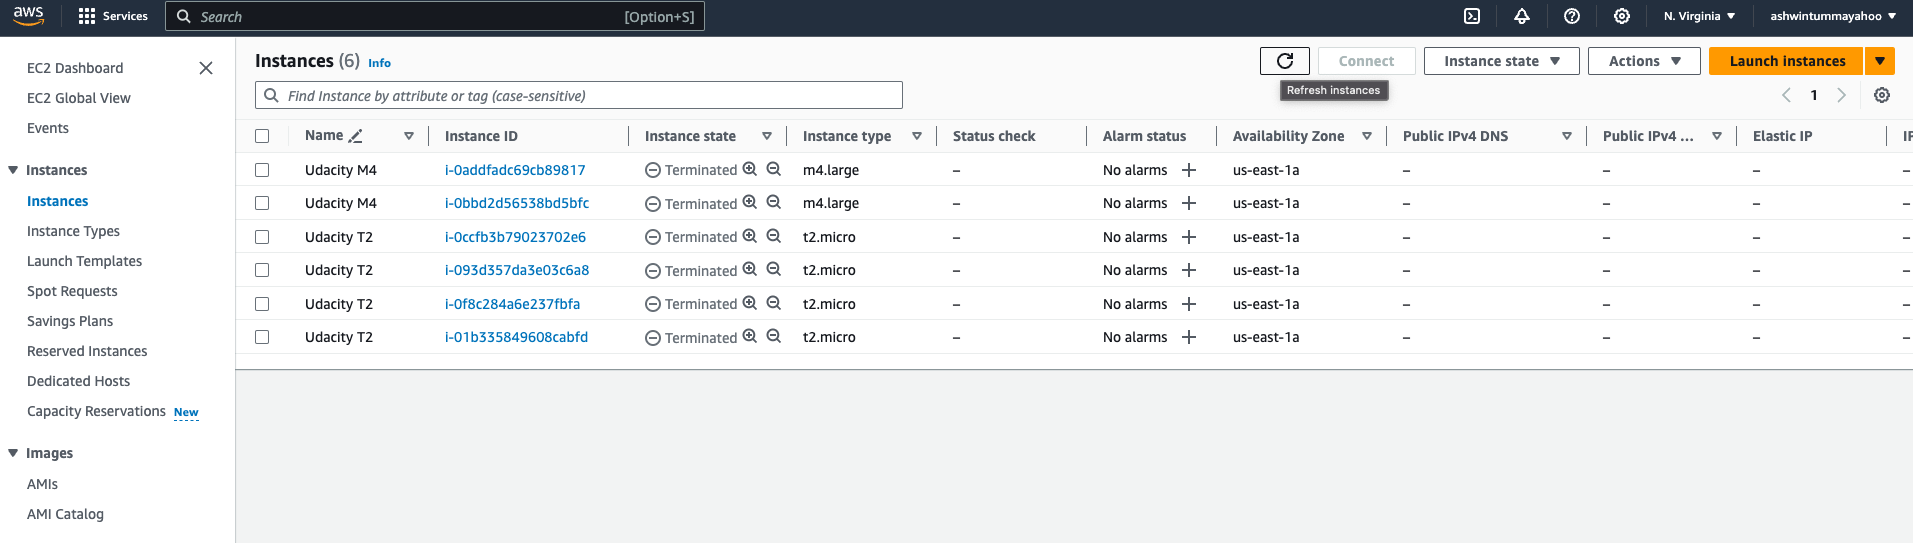 aws Services Search [Option+S] N. Virginia ashwintummayahoo
EC2 Dashboard
EC2 Global View
Events
Instances
Instances
Instance Types
Launch Templates
Spot Requests
Savings Plans
Reserved Instances
Dedicated Hosts
Capacity Reservations New
Images
AMIs
AMI Catalog
Instances (6) Info Connect Instance state Actions Launch instances
Refresh instances
Find Instance by attribute or tag (case-sensitive) 1
Name Instance ID Instance state Instance type Status check Alarm status Availability Zone Public IPv4 DNS Public IPv4 ... Elastic IP
Udacity M4 i-0addfadc69cb89817 Terminated m4.large – No alarms + us-east-1a – – – –
Udacity M4 i-0bbd2d56538bd5bfc Terminated m4.large – No alarms + us-east-1a – – – –
Udacity T2 i-0ccfb3b79023702e6 Terminated t2.micro – No alarms + us-east-1a – – – –
Udacity T2 i-093d357da3e03c6a8 Terminated t2.micro – No alarms + us-east-1a – – – –
Udacity T2 i-0f8c284a6e237fbfa Terminated t2.micro – No alarms + us-east-1a – – – –
Udacity T2 i-01b335849608cabfd Terminated t2.micro – No alarms + us-east-1a – – – –